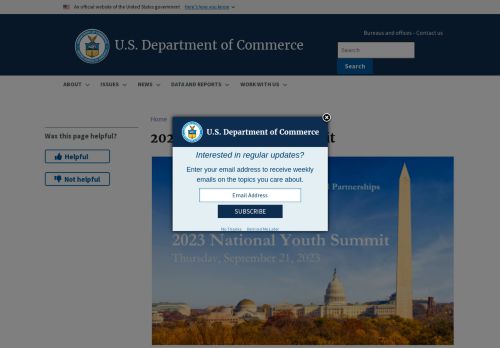 An official website of the United States government Here's how you know
U.S. Department of Commerce
Bureaus and offices - Contact us
Search
Search
ABOUT ISSUES NEWS DATA AND REPORTS WORK WITH US
Home
Was this page helpful?
Helpful
Not helpful
U.S. Department of Commerce
Interested in regular updates?
Enter your email address to receive weekly
emails on the topics you care about.
Email Address
SUBSCRIBE
No Thanks Remind Me Later
Partnerships
2023 National Youth Summit
Thursday, September 21, 2023